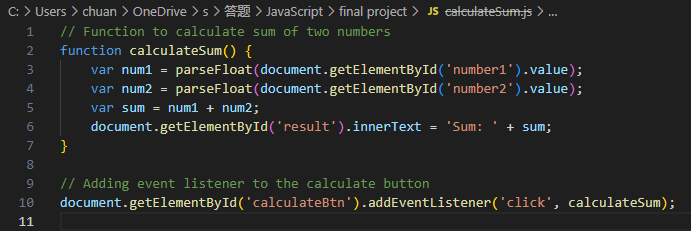 C: > Users > chuan > OneDrive > s > 答题 > JavaScript > final project > JS calculateSum.js > ...
1 // Function to calculate sum of two numbers
2 function calculateSum() {
3     var num1 = parseFloat(document.getElementById('number1').value);
4     var num2 = parseFloat(document.getElementById('number2').value);
5     var sum = num1 + num2;
6     document.getElementById('result').innerText = 'Sum: ' + sum;
7 }
8
9 // Adding event listener to the calculate button
10 document.getElementById('calculateBtn').addEventListener('click', calculateSum);
11